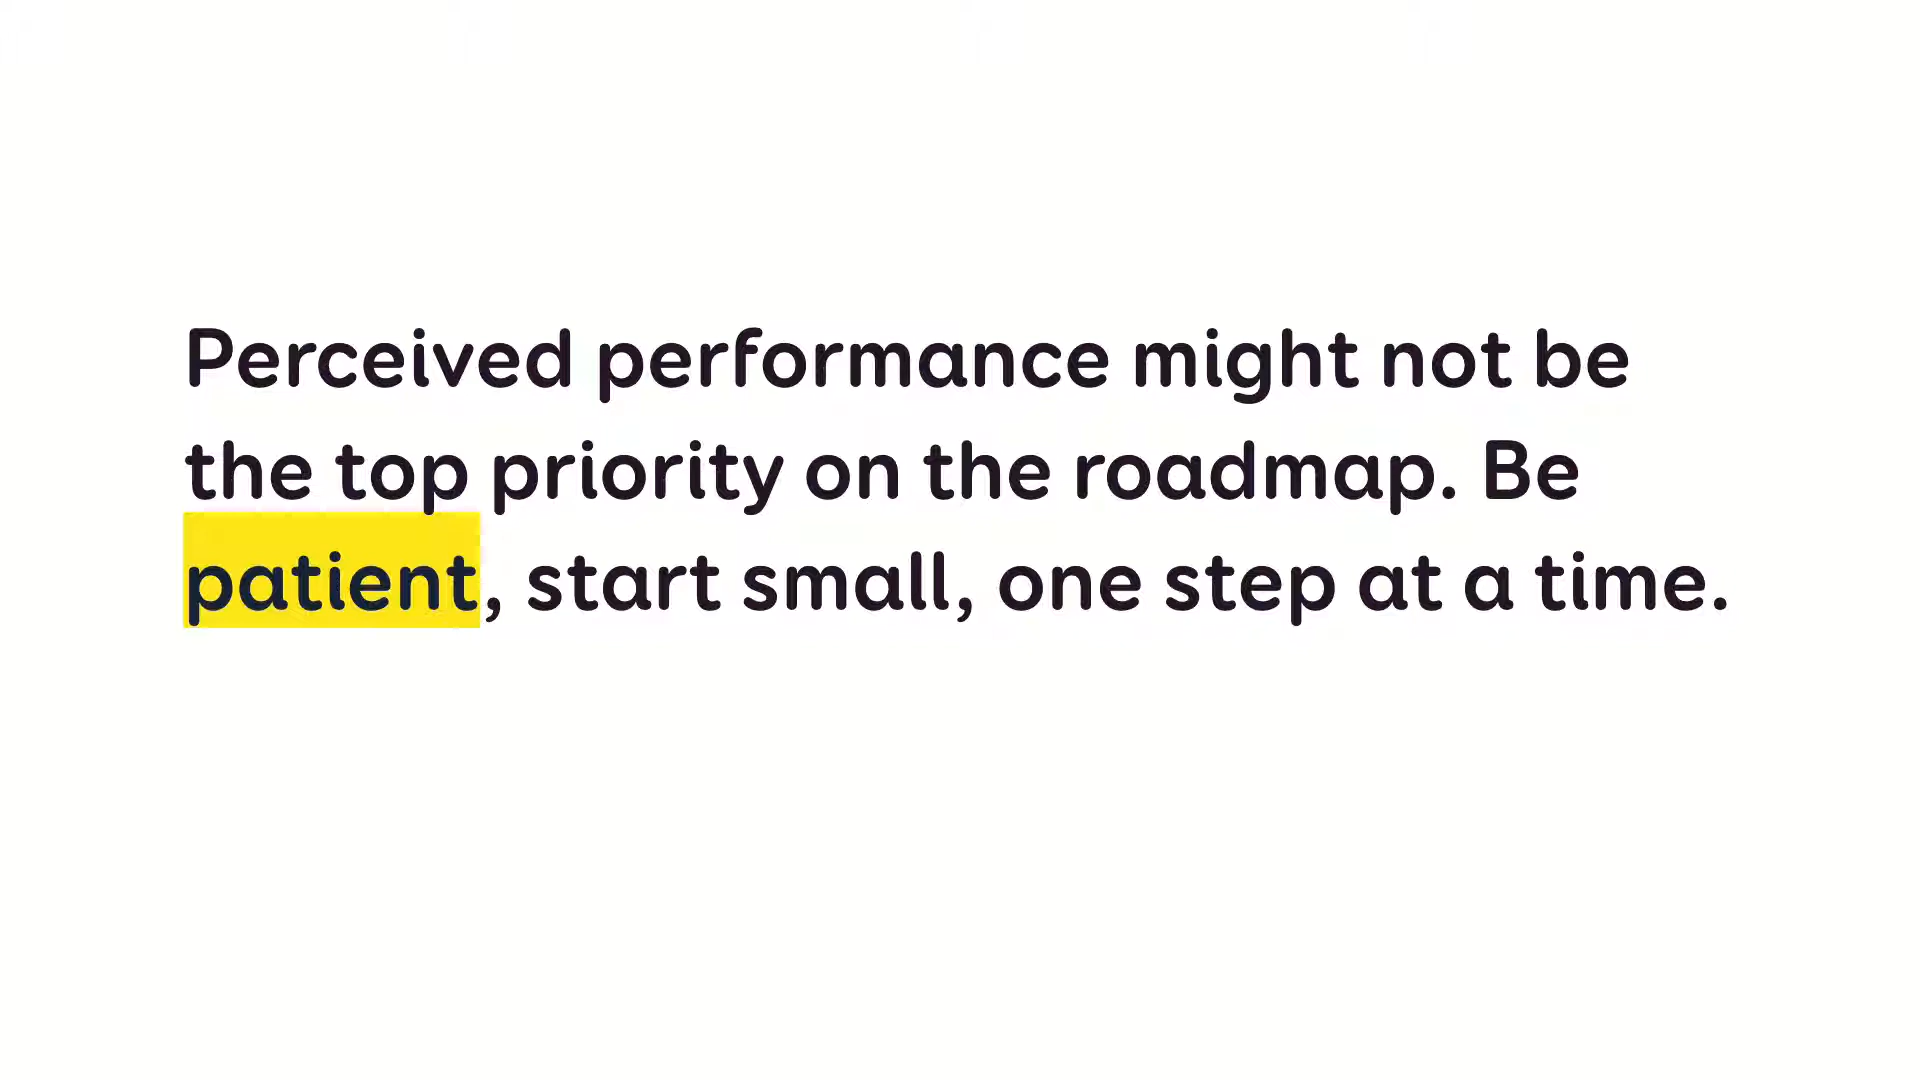 Perceived performance might not be
the top priority on the roadmap. Be
patient, start small, one step at a time.